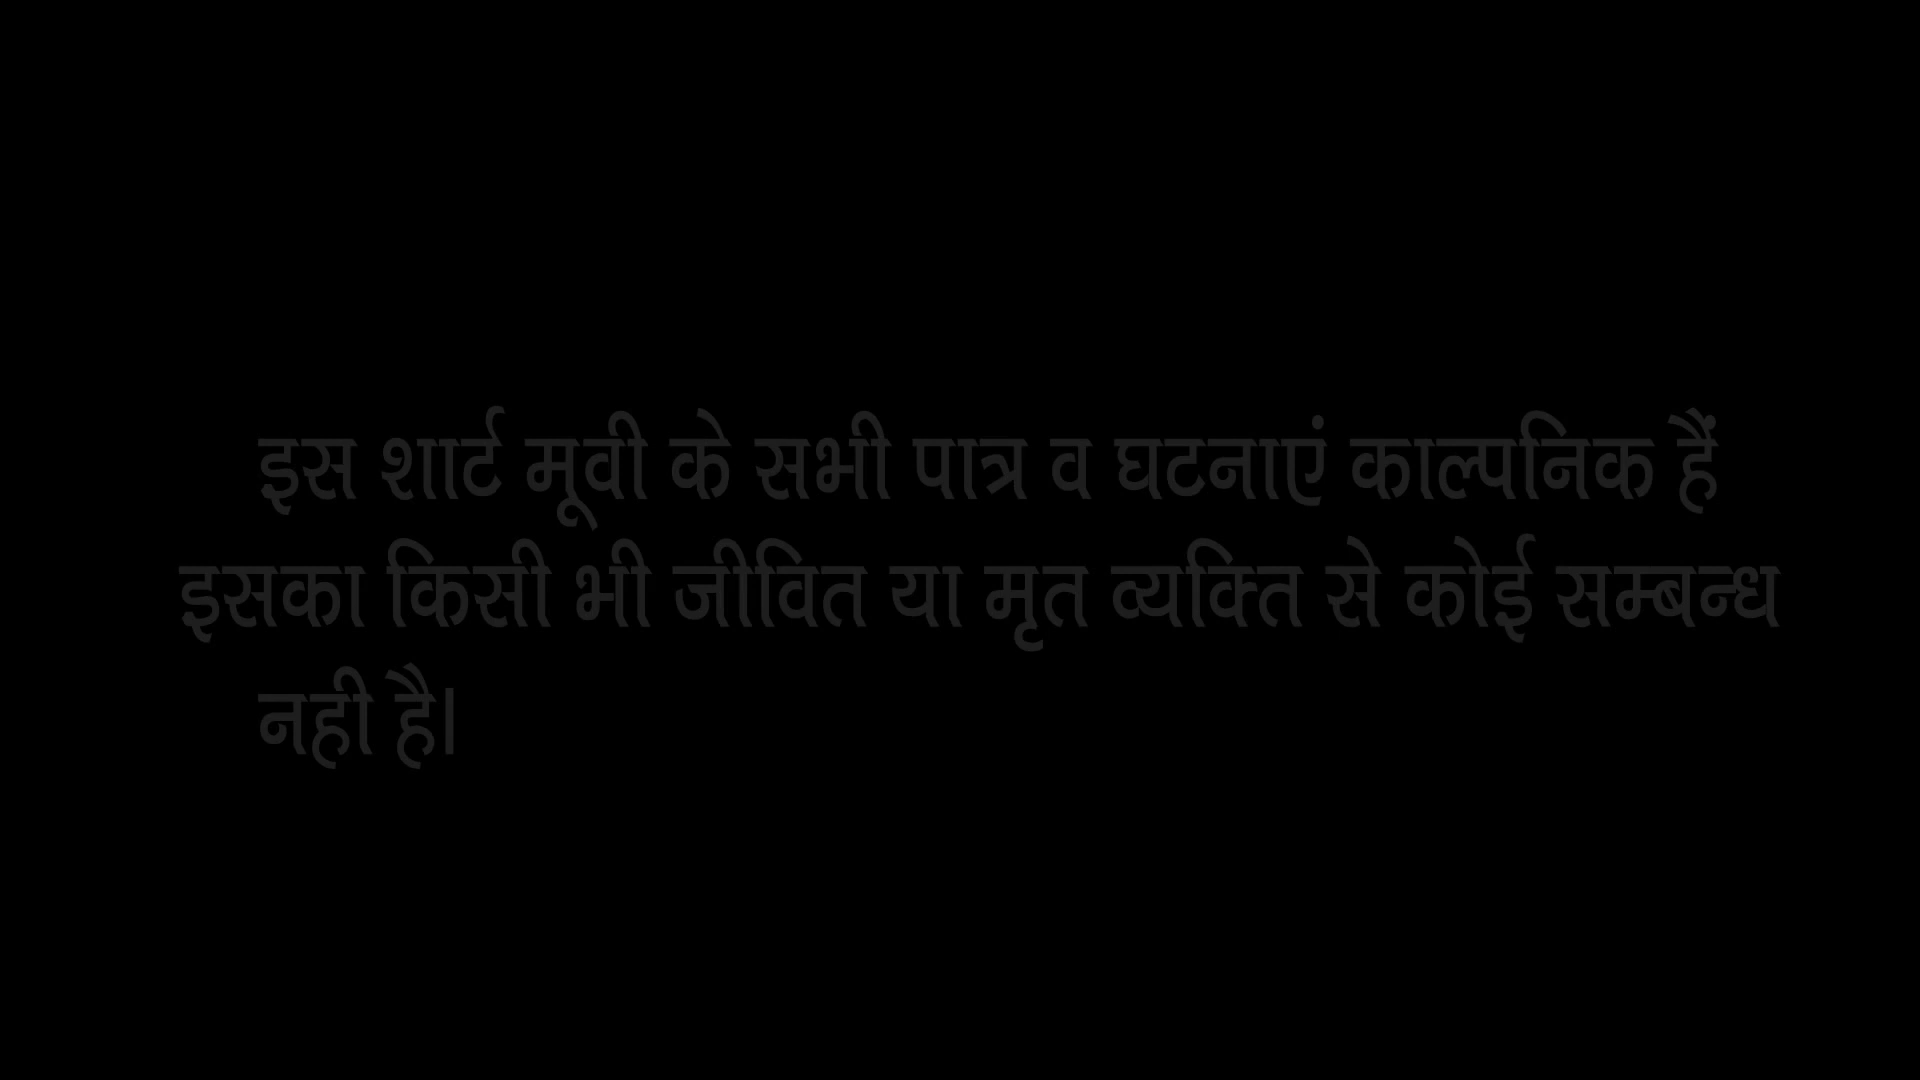 इस शार्ट मूवी के सभी पात्र व घटनाएं काल्पनिक हैं
इसका किसी भी जीवित या मृत व्यक्ति से कोई सम्बन्ध
नही है।